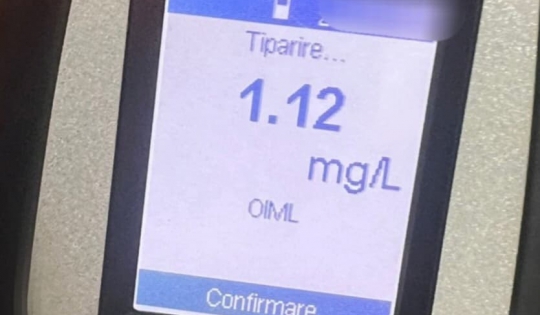 Tiparire...
1.12
mg/L
OIML
Confirmare